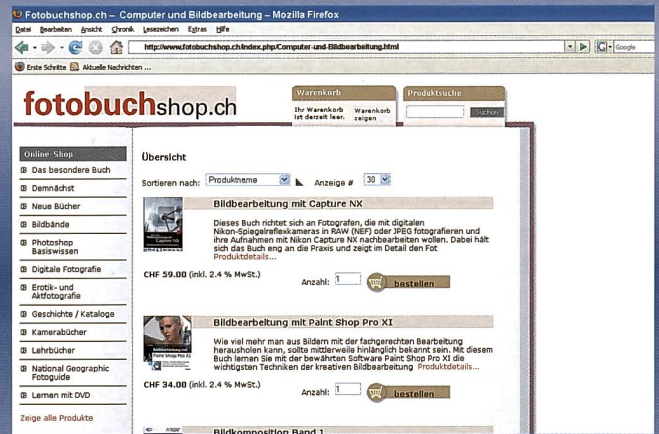 Fotobuchshop.ch – Computer und Bildbearbeitung – Mozilla Firefox
Datei Bearbeiten Ansicht Chronik Lesezeichen Extras Hilfe
http://www.fotobuchshop.ch/index.php/Computer-und-Bildbearbeitung.html
Google
Erste Schritte Aktuelle Nachrichten ...
fotobuchshop.ch
Warenkorb
Ihr Warenkorb ist derzeit leer.
Warenkorb zeigen
Produktsuche
Suchen
Online-Shop
Das besondere Buch
Demnächst
Neue Bücher
Bildbände
Photoshop
Basiswissen
Digitale Fotografie
Erotik- und
Aktfotografie
Geschichte / Kataloge
Kamerabücher
Lehrbücher
National Geographic
Fotoguide
Lernen mit DVD
Zeige alle Produkte
Übersicht
Sortieren nach: Produktname Anzeige # 30
Bildbearbeitung mit Capture NX
Dieses Buch richtet sich an Fotografen, die mit digitalen
Nikon-Spiegelreflexkameras in RAW (NEF) oder JPEG fotografieren und
ihre Aufnahmen mit Nikon Capture NX nachbearbeiten wollen. Dabei hält
sich das Buch eng an die Praxis und zeigt im Detail den Fot
Produktdetails...
CHF 59.00 (inkl. 2.4 % MwSt.)
Anzahl: 1 bestellen
Bildbearbeitung mit Paint Shop Pro XI
Wie viel mehr man aus Bildern mit der fachgerechten Bearbeitung
herausholen kann, sollte mittlerweile hinlänglich bekannt sein. Mit diesem
Buch lernen Sie mit der bewährten Software Paint Shop Pro XI die
wichtigsten Techniken der kreativen Bildbearbeitung Produktdetails...
CHF 34.00 (inkl. 2.4 % MwSt.)
Anzahl: 1 bestellen
Bildkomposition Band 1